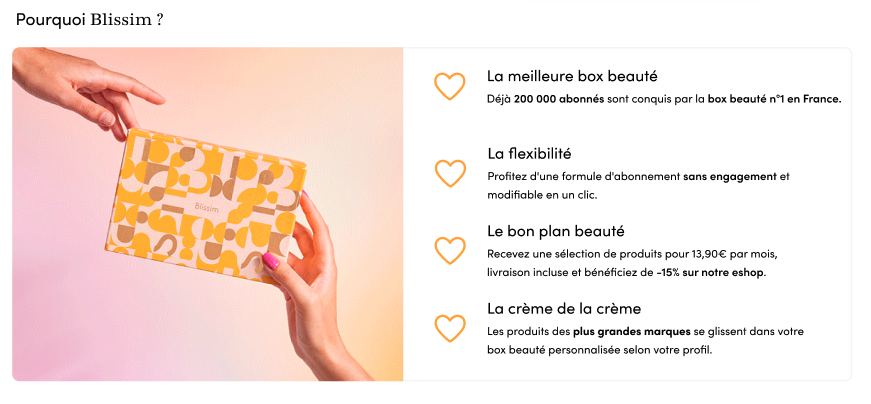 Pourquoi Blissim ?
Blissim
La meilleure box beauté
Déjà 200 000 abonnés sont conquis par la box beauté n°1 en France.
La flexibilité
Profitez d'une formule d'abonnement sans engagement et
modifiable en un clic.
Le bon plan beauté
Recevez une sélection de produits pour 13,90€ par mois,
livraison incluse et bénéficiez de -15% sur notre eshop.
La crème de la crème
Les produits des plus grandes marques se glissent dans votre
box beauté personnalisée selon votre profil.